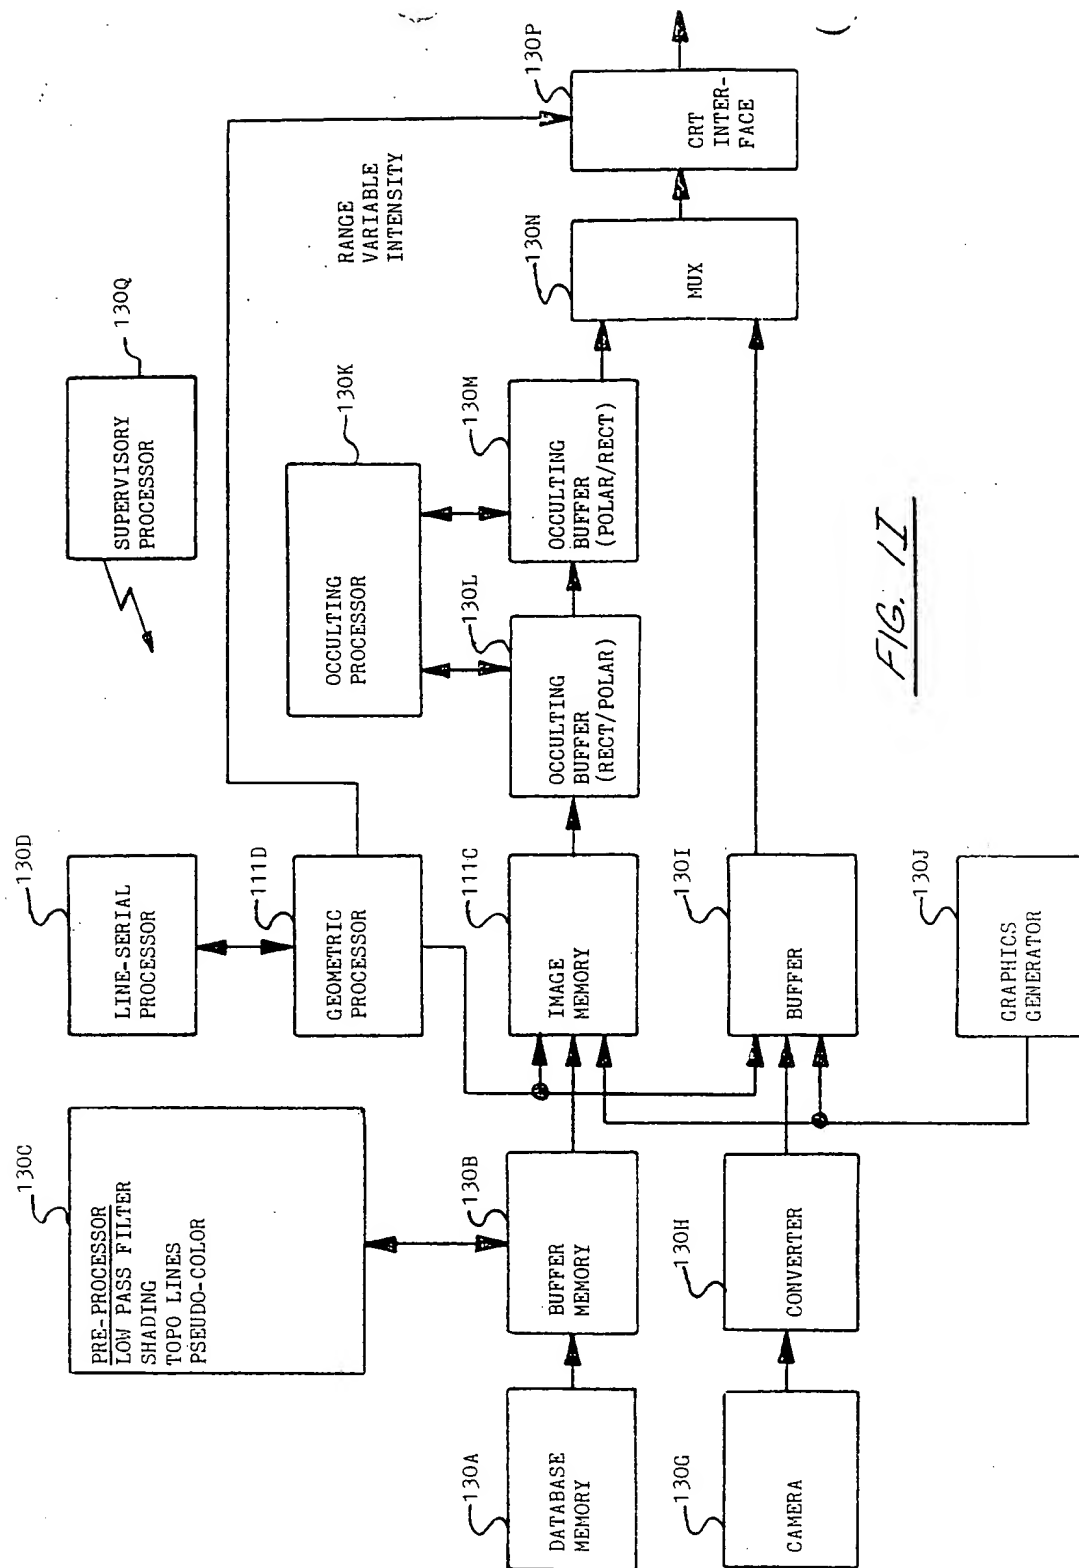 130C
PRE-PROCESSOR
LOW PASS FILTER
SHADING
TOPO LINES
PSEUDO-COLOR
130D
LINE-SERIAL
PROCESSOR
111D
GEOMETRIC
PROCESSOR
130Q
SUPERVISORY
PROCESSOR
RANGE
VARIABLE
INTENSITY
130K
OCCULTING
PROCESSOR
130A
DATABASE
MEMORY
130B
BUFFER
MEMORY
111C
IMAGE
MEMORY
130L
OCCULTING
BUFFER
(RECT/POLAR)
130M
OCCULTING
BUFFER
(POLAR/RECT)
130N
MUX
130P
CRT
INTER-
FACE
130G
CAMERA
130H
CONVERTER
130I
BUFFER
130J
GRAPHICS
GENERATOR
FIG. 1I